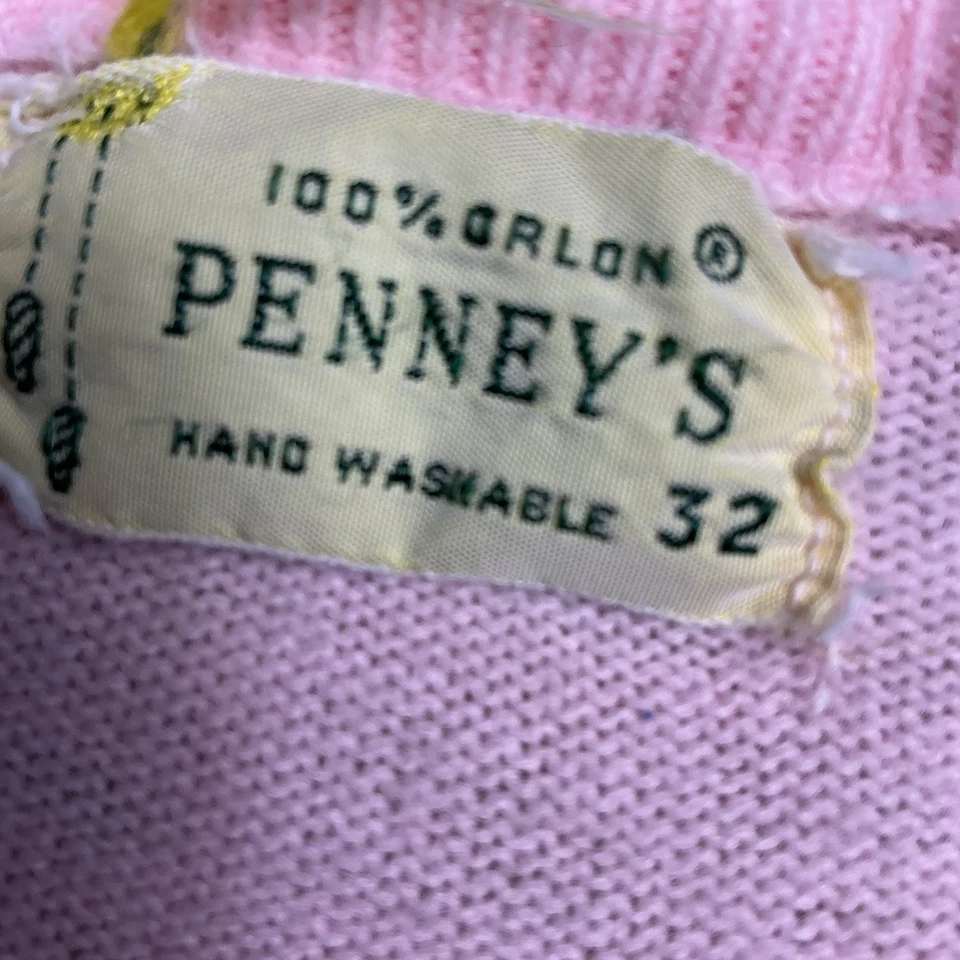 100% ORLON ®
PENNEY'S
HAND WASHABLE 32